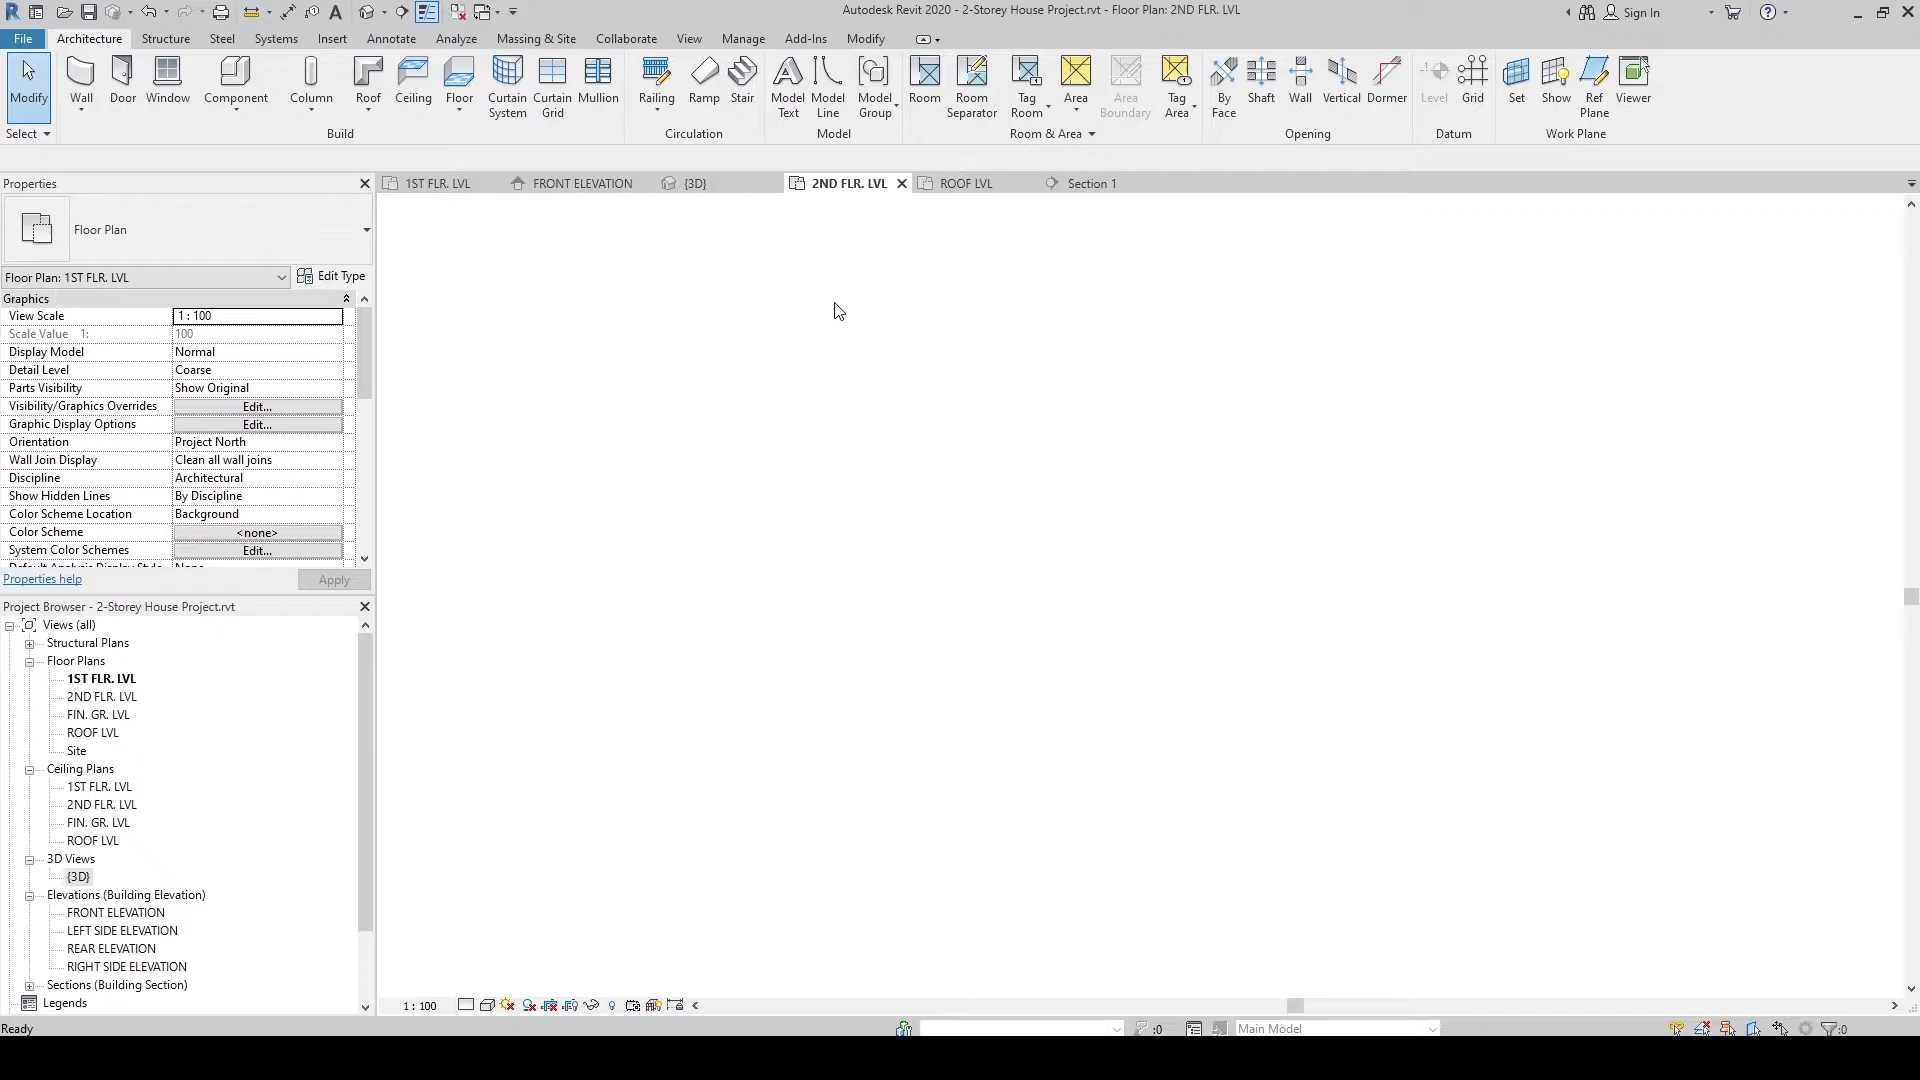 Autodesk Revit 2020 - 2-Storey House Project.rvt - Floor Plan: 2ND FLR. LVL
Sign In
File Architecture Structure Steel Systems Insert Annotate Analyze Massing & Site Collaborate View Manage Add-Ins Modify
Modify Wall Door Window Component Column Roof Ceiling Floor Curtain System Curtain Grid Mullion Railing Ramp Stair Model Text Model Line Model Group Room Room Separator Tag Room Area Area Boundary Tag Area By Face Shaft Wall Vertical Dormer Level Grid Set Show Ref Plane Viewer
Select Build Circulation Model Room & Area Opening Datum Work Plane
Properties
1ST FLR. LVL FRONT ELEVATION {3D} 2ND FLR. LVL ROOF LVL Section 1
Floor Plan
Floor Plan: 1ST FLR. LVL Edit Type
Graphics
View Scale 1 : 100
Scale Value 1: 100
Display Model Normal
Detail Level Coarse
Parts Visibility Show Original
Visibility/Graphics Overrides Edit...
Graphic Display Options Edit...
Orientation Project North
Wall Join Display Clean all wall joins
Discipline Architectural
Show Hidden Lines By Discipline
Color Scheme Location Background
Color Scheme <none>
System Color Schemes Edit...
Default Analysis Display Style None
Properties help Apply
Project Browser - 2-Storey House Project.rvt
Views (all)
Structural Plans
Floor Plans
1ST FLR. LVL
2ND FLR. LVL
FIN. GR. LVL
ROOF LVL
Site
Ceiling Plans
1ST FLR. LVL
2ND FLR. LVL
FIN. GR. LVL
ROOF LVL
3D Views
{3D}
Elevations (Building Elevation)
FRONT ELEVATION
LEFT SIDE ELEVATION
REAR ELEVATION
RIGHT SIDE ELEVATION
Sections (Building Section)
Legends
1 : 100
Ready :0 Main Model :0